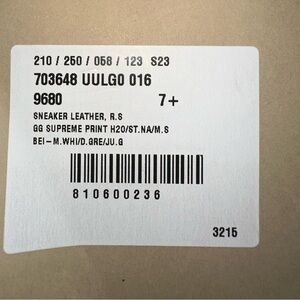 210 / 250 / 058 / 123 S23
703648 UULG0 016
9680 7+
SNEAKER LEATHER, R.S
GG SUPREME PRINT H2O/ST.NA/M.S
BEI-M.WHI/D.GRE/JU.G
810600236
3215